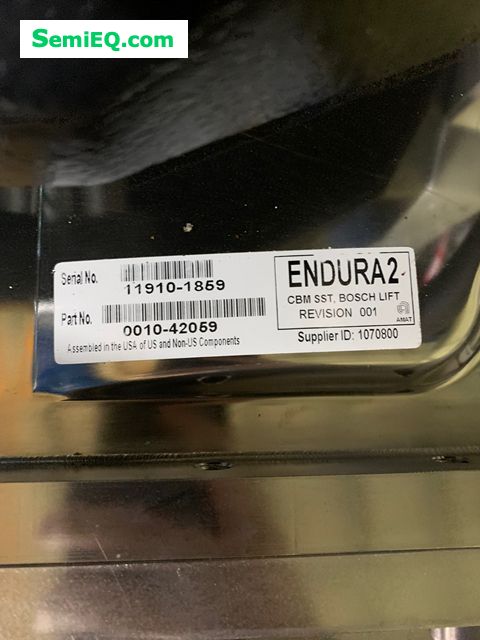 SemiEQ.com
Serial No.
11910-1859
Part No.
0010-42059
Assembled in the USA of US and Non-US Components
ENDURA2
CBM SST, BOSCH LIFT
REVISION 001
AMAT
Supplier ID: 1070800